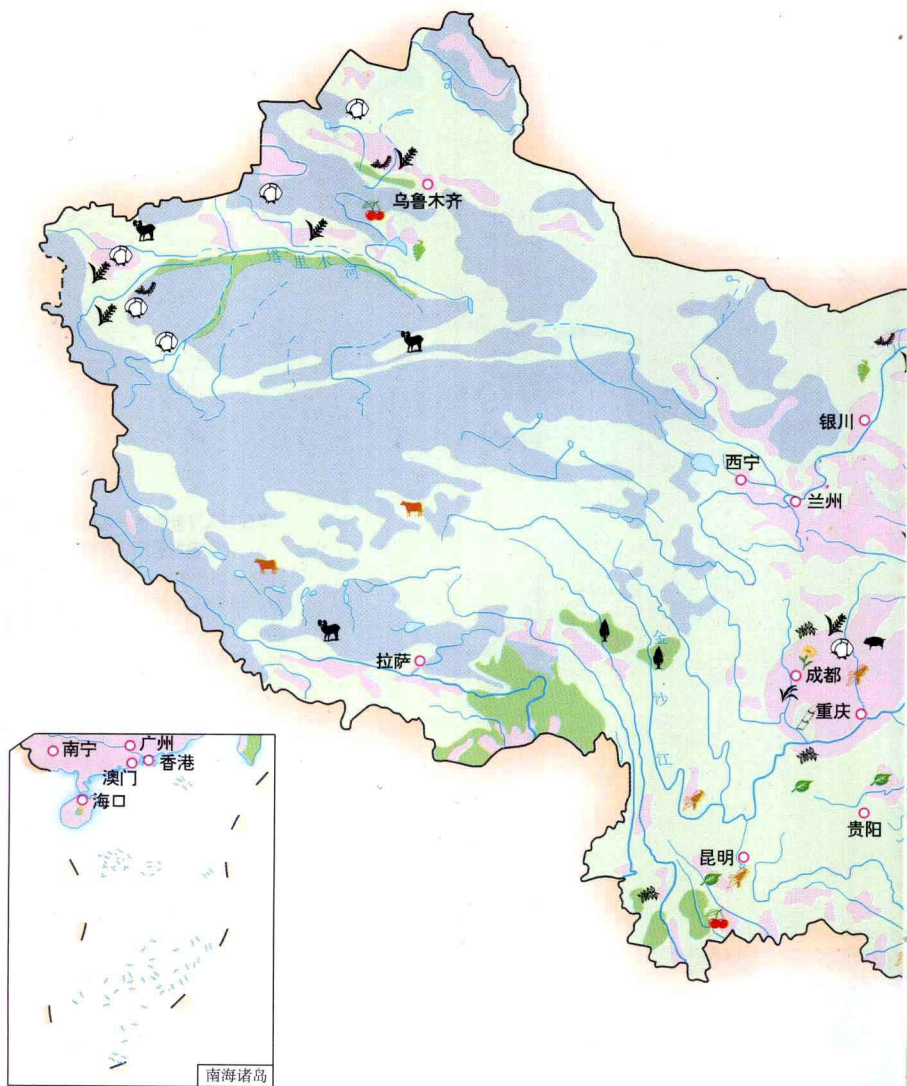 乌鲁木齐
塔里木河
银川
西宁
兰州
拉萨
金沙江
成都
重庆
贵阳
昆明
南宁
广州
香港
澳门
海口
南海诸岛